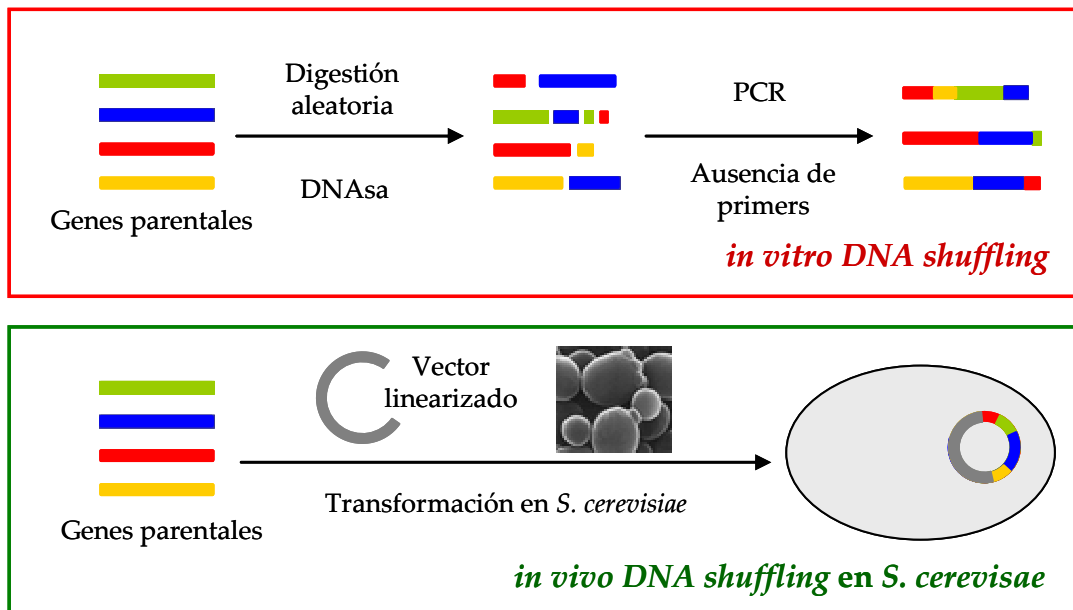 Digestión
aleatoria
DNAsa
Genes parentales
PCR
Ausencia de
primers
in vitro DNA shuffling
Vector
linearizado
Transformación en S. cerevisiae
Genes parentales
in vivo DNA shuffling en S. cerevisae